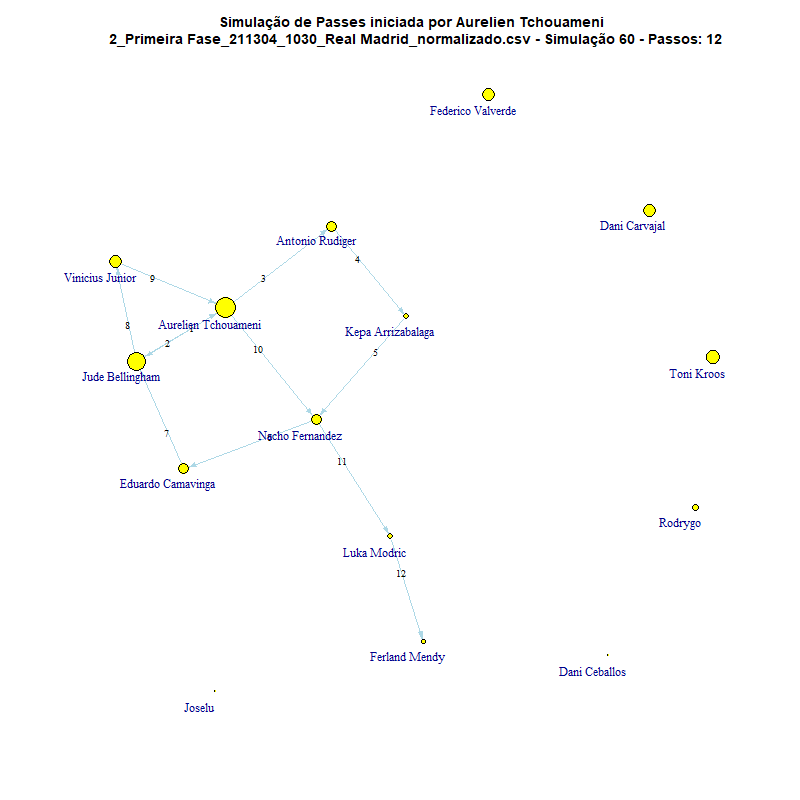 Simulação de Passes iniciada por Aurelien Tchouameni
2_Primeira Fase_211304_1030_Real Madrid_normalizado.csv - Simulação 60 - Passos: 12
Federico Valverde
Dani Carvajal
Antonio Rudiger
4
Vinicius Junior
9
3
Aurelien Tchouameni
8
1
Kepa Arrizabalaga
2
10
5
Jude Bellingham
Toni Kroos
7
Nacho Fernandez
6
11
Eduardo Camavinga
Rodrygo
Luka Modric
12
Ferland Mendy
Dani Ceballos
Joselu